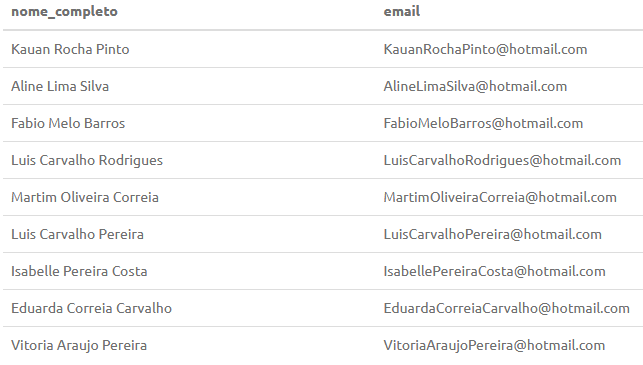 nome_completo email
Kauan Rocha Pinto KauanRochaPinto@hotmail.com
Aline Lima Silva AlineLimaSilva@hotmail.com
Fabio Melo Barros FabioMeloBarros@hotmail.com
Luis Carvalho Rodrigues LuisCarvalhoRodrigues@hotmail.com
Martim Oliveira Correia MartimOliveiraCorreia@hotmail.com
Luis Carvalho Pereira LuisCarvalhoPereira@hotmail.com
Isabelle Pereira Costa IsabellePereiraCosta@hotmail.com
Eduarda Correia Carvalho EduardaCorreiaCarvalho@hotmail.com
Vitoria Araujo Pereira VitoriaAraujoPereira@hotmail.com